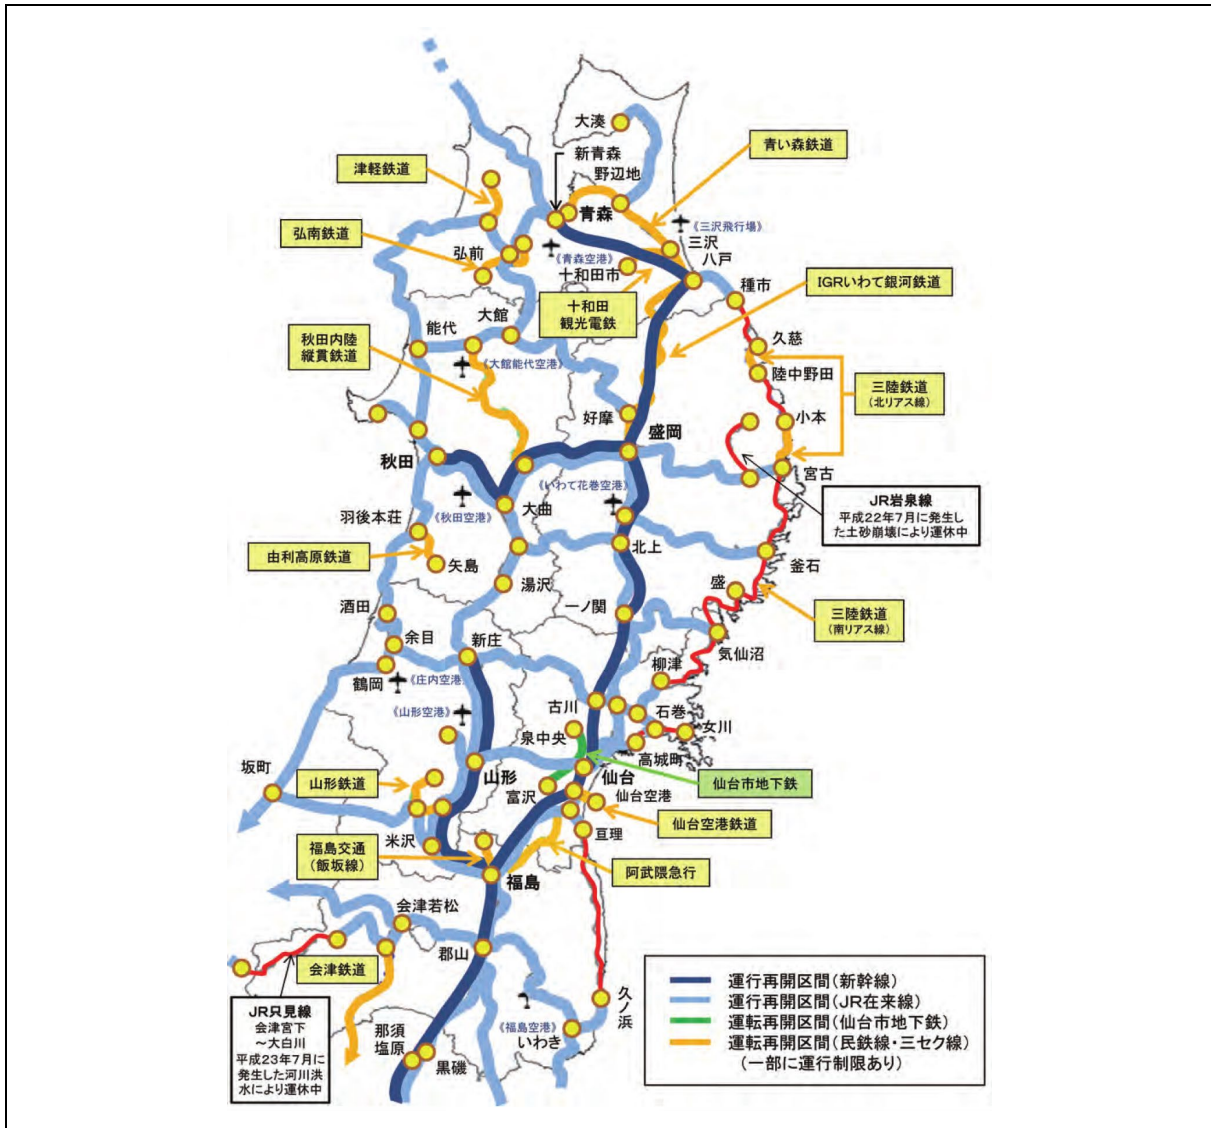 大湊
新青森
野辺地
青い森鉄道
津軽鉄道
青森
《三沢飛行場》
弘南鉄道
弘前
三沢
《青森空港》
八戸
十和田市
種市
IGRいわて銀河鉄道
十和田
観光電鉄
大館
能代
秋田内陸
縦貫鉄道
久慈
《大館能代空港》
陸中野田
三陸鉄道
(北リアス線)
好摩
小本
盛岡
秋田
宮古
《いわて花巻空港》
JR岩泉線
平成22年7月に発生し
た土砂崩壊により運休中
大曲
羽後本荘
《秋田空港》
北上
由利高原鉄道
矢島
釜石
湯沢
盛
酒田
一ノ関
三陸鉄道
(南リアス線)
余目
新庄
気仙沼
柳津
鶴岡
《庄内空港》
古川
《山形空港》
石巻
女川
泉中央
高城町
坂町
山形鉄道
山形
仙台
仙台市地下鉄
富沢
仙台空港
仙台空港鉄道
亘理
米沢
福島交通
(飯坂線)
阿武隈急行
福島
会津若松
郡山
会津鉄道
JR只見線
会津宮下
～大白川
平成23年7月に
発生した河川洪
水により運休中
久ノ浜
《福島空港》
いわき
那須
塩原
黒磯
運行再開区間(新幹線)
運行再開区間(JR在来線)
運転再開区間(仙台市地下鉄)
運転再開区間(民鉄線・三セク線)
(一部に運行制限あり)